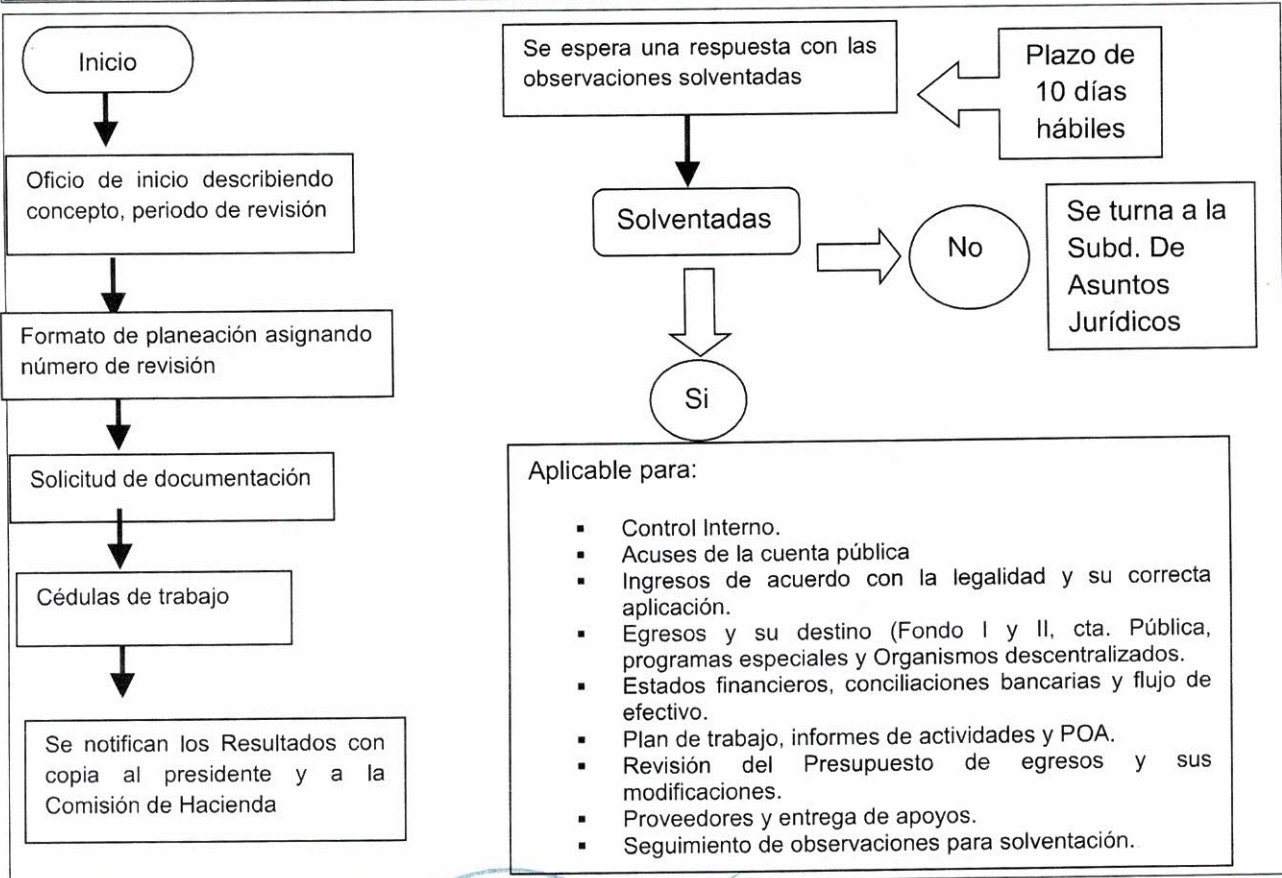 Inicio
Oficio de inicio describiendo
concepto, periodo de revisión
Formato de planeación asignando
número de revisión
Solicitud de documentación
Cédulas de trabajo
Se notifican los Resultados con
copia al presidente y a la
Comisión de Hacienda
Se espera una respuesta con las
observaciones solventadas
Plazo de
10 días
hábiles
Solventadas
No
Se turna a la
Subd. De
Asuntos
Jurídicos
Si
Aplicable para:
▪ Control Interno.
▪ Acuses de la cuenta pública
▪ Ingresos de acuerdo con la legalidad y su correcta
aplicación.
▪ Egresos y su destino (Fondo I y II, cta. Pública,
programas especiales y Organismos descentralizados.
▪ Estados financieros, conciliaciones bancarias y flujo de
efectivo.
▪ Plan de trabajo, informes de actividades y POA.
▪ Revisión del Presupuesto de egresos y sus
modificaciones.
▪ Proveedores y entrega de apoyos.
▪ Seguimiento de observaciones para solventación.